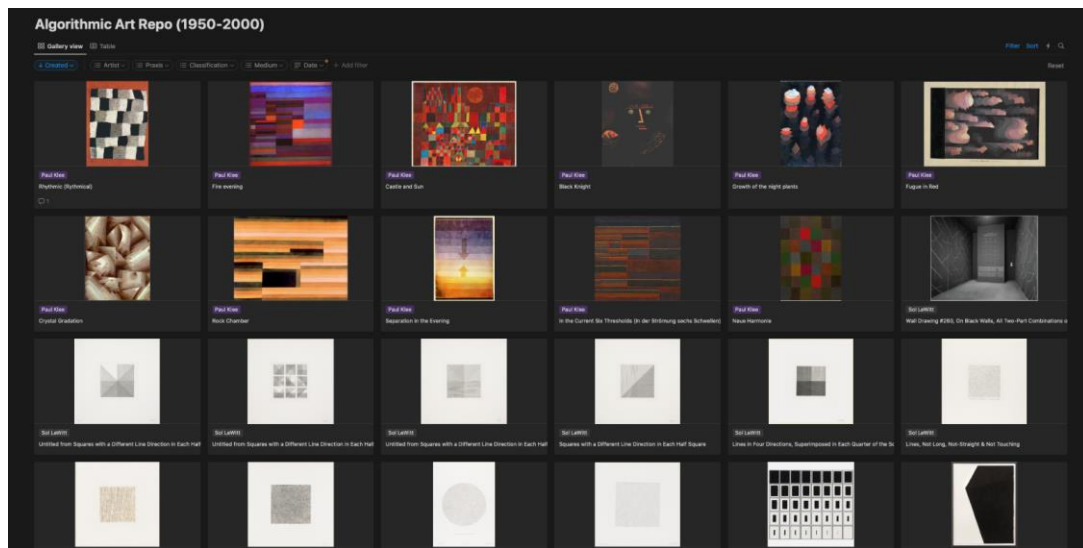 Algorithmic Art Repo (1950-2000)
Gallery view Table
Filter Sort
Created Artist Praxis Classification Medium Date + Add filter
Reset
Paul Klee
Rhythmic (Rythmical)
1
Paul Klee
Fire evening
Paul Klee
Castle and Sun
Paul Klee
Black Knight
Paul Klee
Growth of the night plants
Paul Klee
Fugue in Red
Paul Klee
Crystal Gradation
Paul Klee
Rock Chamber
Paul Klee
Separation in the Evening
Paul Klee
In the Current Six Thresholds (In der Strömung sechs Schwellen)
Paul Klee
Neue Harmonie
Sol LeWitt
Wall Drawing #260, On Black Walls, All Two-Part Combinations o
Sol LeWitt
Untitled from Squares with a Different Line Direction in Each Half
Sol LeWitt
Untitled from Squares with a Different Line Direction in Each Hal
Sol LeWitt
Untitled from Squares with a Different Line Direction in Each Half
Sol LeWitt
Squares with a Different Line Direction in Each Half Square
Sol LeWitt
Lines in Four Directions, Superimposed in Each Quarter of the Sc
Sol LeWitt
Lines, Not Long, Not-Straight & Not Touching